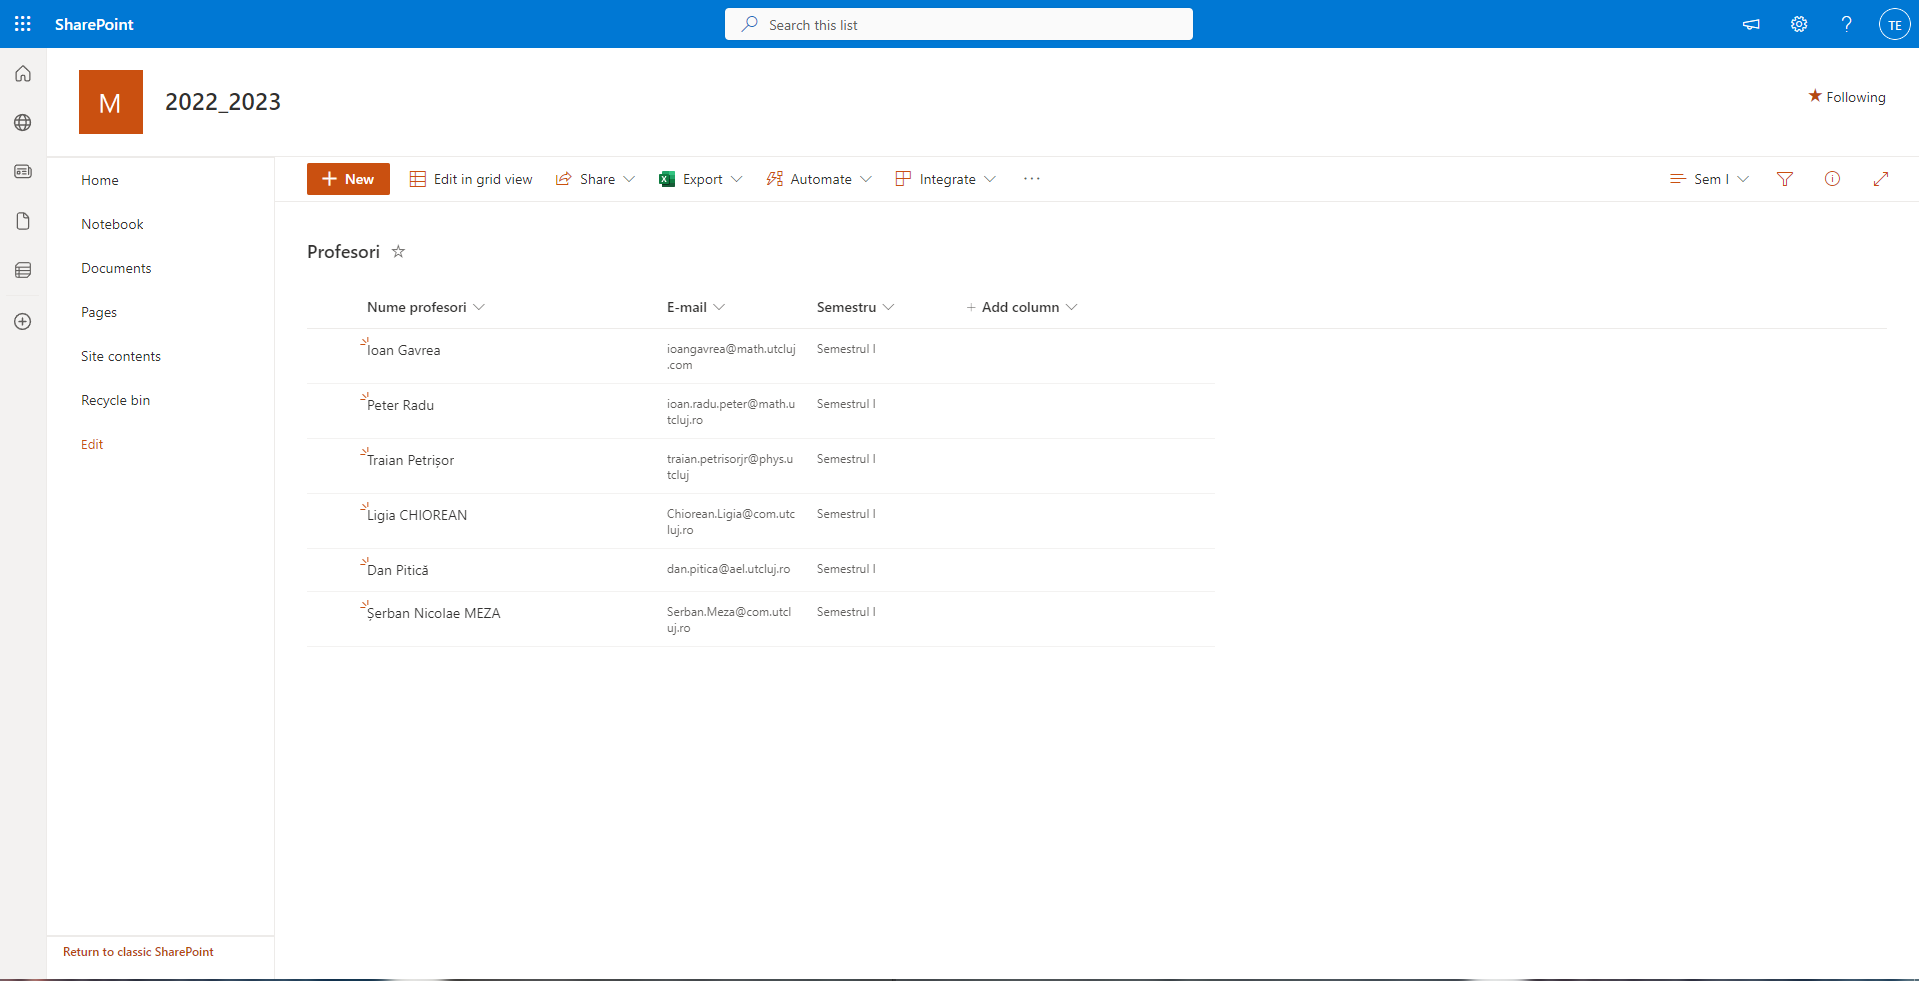 SharePoint
Search this list
TE
M
2022_2023
Following
Home
Notebook
Documents
Pages
Site contents
Recycle bin
Edit
Return to classic SharePoint
New Edit in grid view Share Export Automate Integrate ...
Sem I
Profesori
Nume profesori E-mail Semestru + Add column
Ioan Gavrea ioangavrea@math.utcluj Semestrul I
.com
Peter Radu ioan.radu.peter@math.u Semestrul I
tcluj.ro
Traian Petrișor traian.petrisorjr@phys.u Semestrul I
tcluj
Ligia CHIOREAN Chiorean.Ligia@com.utc Semestrul I
luj.ro
Dan Pitică dan.pitica@ael.utcluj.ro Semestrul I
Șerban Nicolae MEZA Serban.Meza@com.utcl Semestrul I
uj.ro